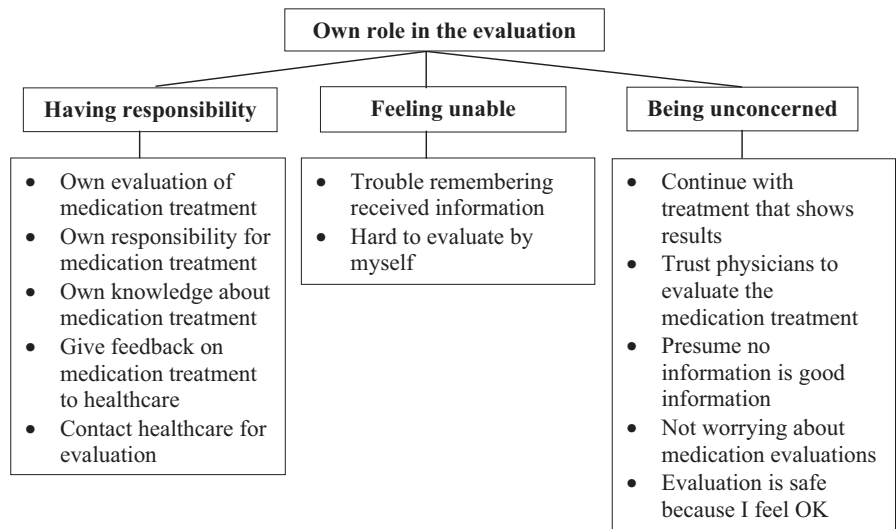 Own role in the evaluation
Having responsibility
Feeling unable
Being unconcerned
• Own evaluation of
medication treatment
• Own responsibility for
medication treatment
• Own knowledge about
medication treatment
• Give feedback on
medication treatment
to healthcare
• Contact healthcare for
evaluation
• Trouble remembering
received information
• Hard to evaluate by
myself
• Continue with
treatment that shows
results
• Trust physicians to
evaluate the
medication treatment
• Presume no
information is good
information
• Not worrying about
medication evaluations
• Evaluation is safe
because I feel OK